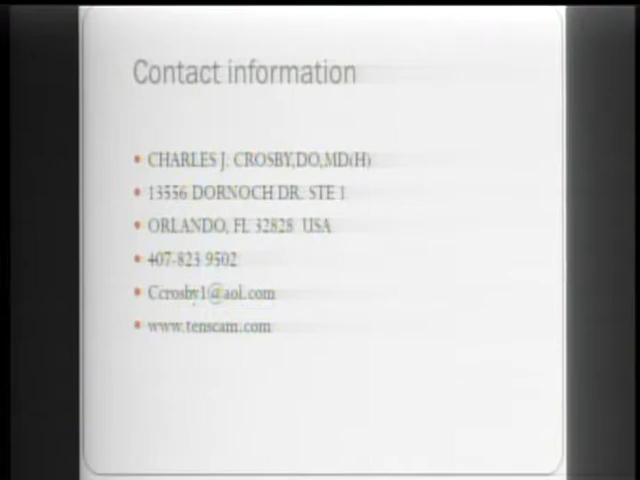 Contact information
• CHARLES J. CROSBY,DO,MD(H)
• 13556 DORNOCH DR. STE 1
• ORLANDO, FL 32828 USA
• 407-823 9502
• Ccrosby1@aol.com
• www.tenscam.com